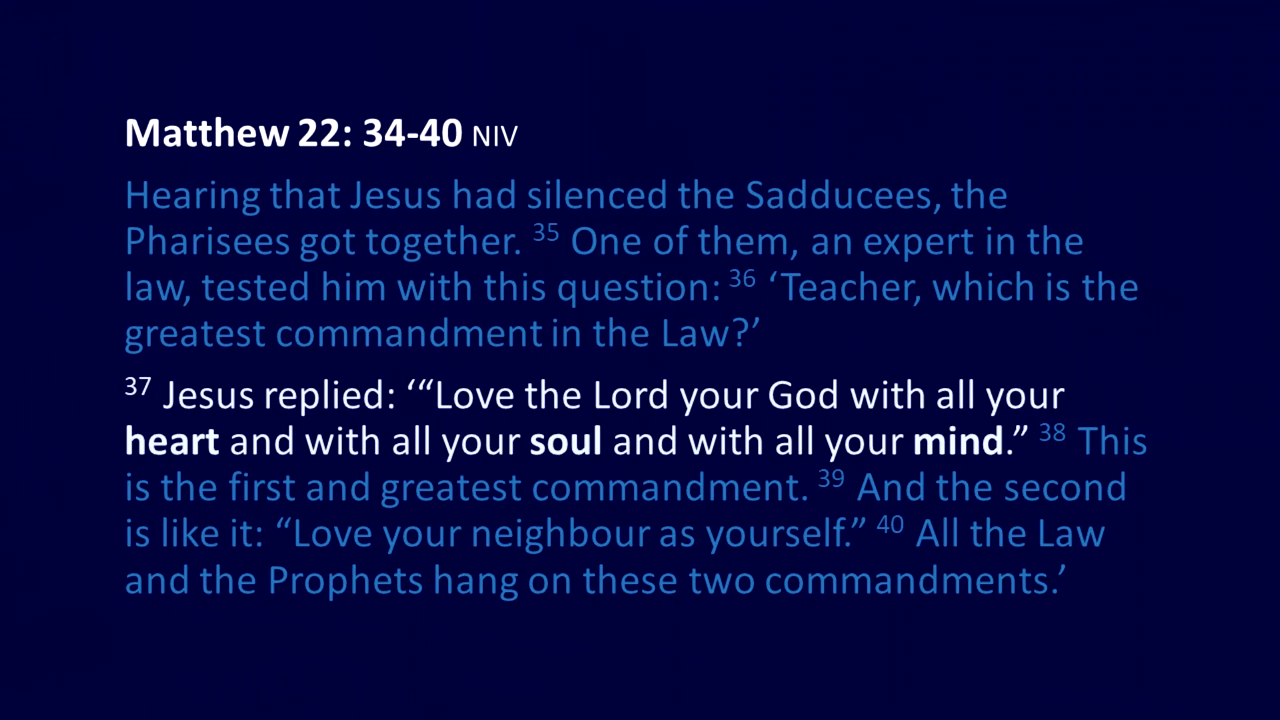 Matthew 22: 34-40 NIV
Hearing that Jesus had silenced the Sadducees, the
Pharisees got together. 35 One of them, an expert in the
law, tested him with this question: 36 ‘Teacher, which is the
greatest commandment in the Law?’
37 Jesus replied: ‘“Love the Lord your God with all your
heart and with all your soul and with all your mind.” 38 This
is the first and greatest commandment. 39 And the second
is like it: “Love your neighbour as yourself.” 40 All the Law
and the Prophets hang on these two commandments.’